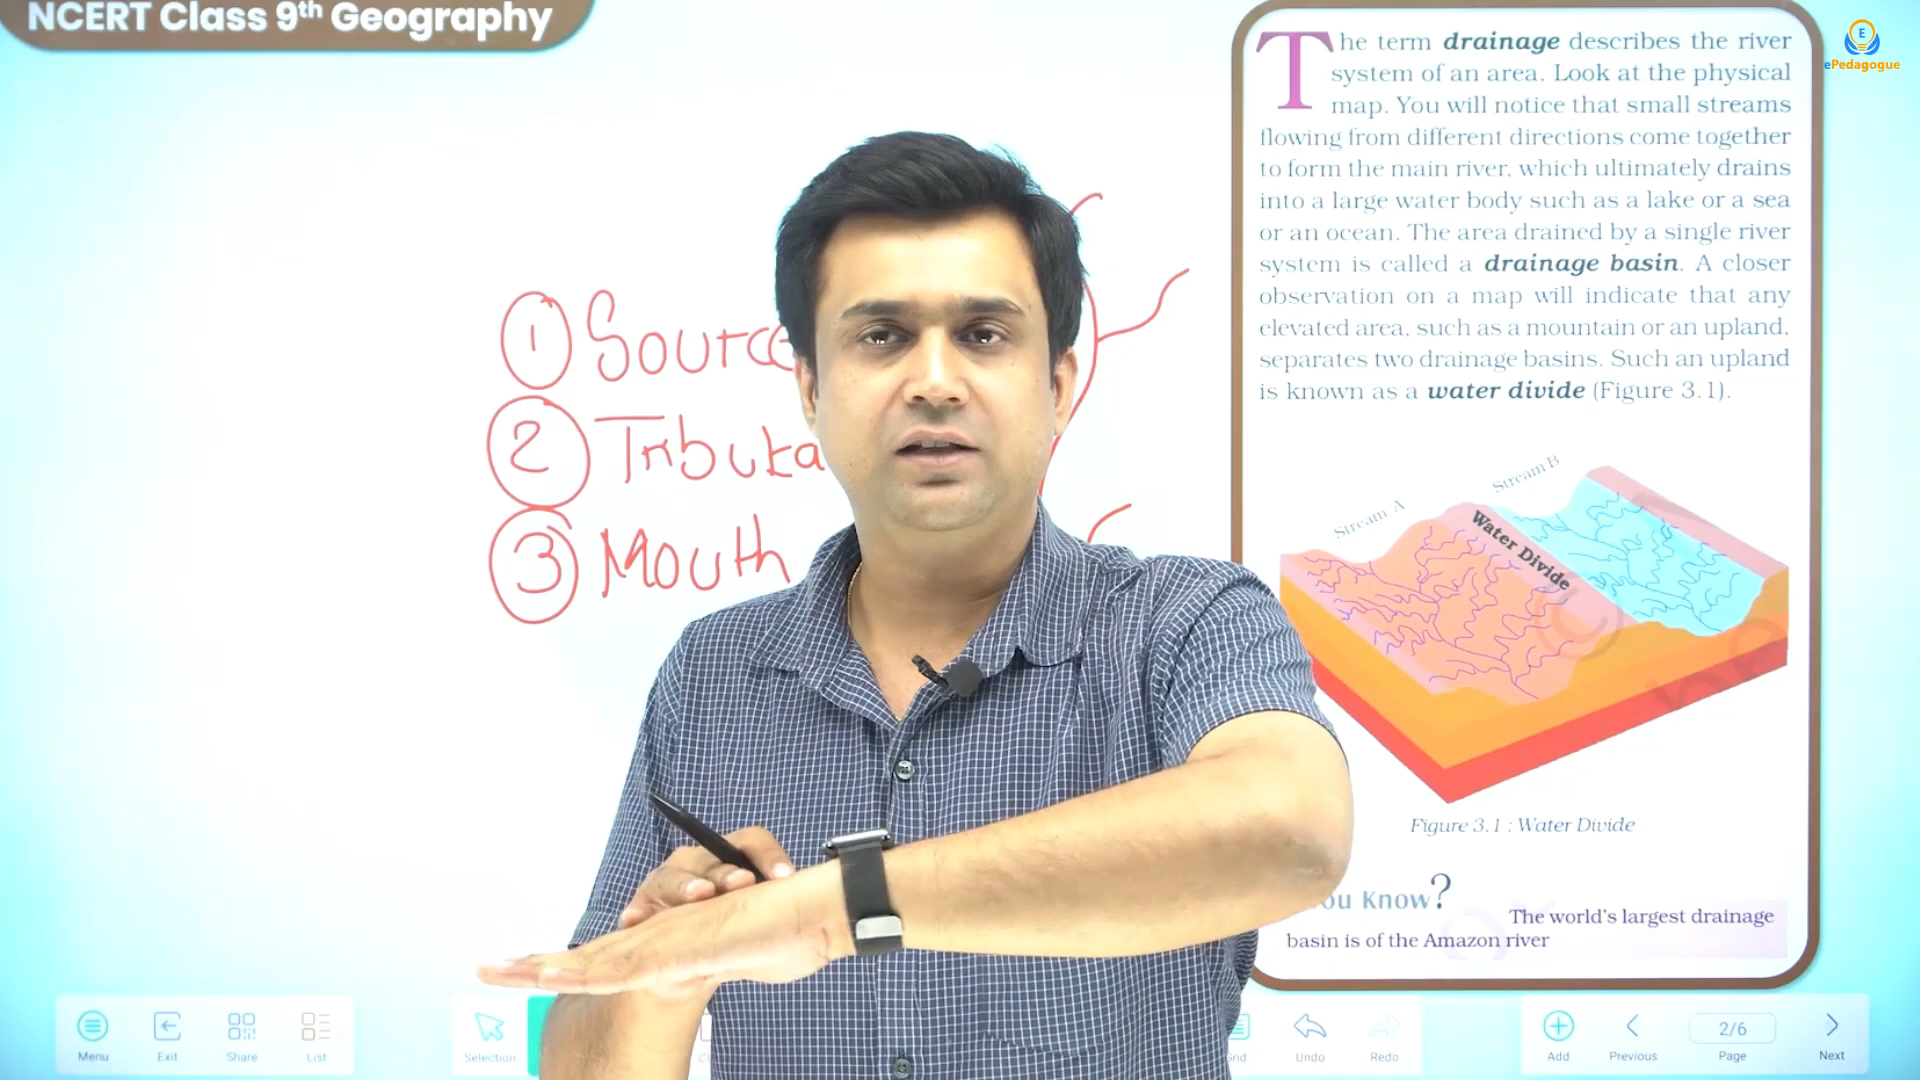 NCERT Class 9th Geography
E
ePedagogue
The term drainage describes the river
system of an area. Look at the physical
map. You will notice that small streams
flowing from different directions come together
to form the main river, which ultimately drains
into a large water body such as a lake or a sea
or an ocean. The area drained by a single river
system is called a drainage basin. A closer
observation on a map will indicate that any
elevated area, such as a mountain or an upland,
separates two drainage basins. Such an upland
is known as a water divide (Figure 3.1).
1 Source
2 Tributa
3 Mouth
Stream A
Stream B
Water Divide
Figure 3.1 : Water Divide
ou Know?
The world's largest drainage
basin is of the Amazon river
Menu Exit Share List Selection Undo Redo Add Previous 2/6 Page Next